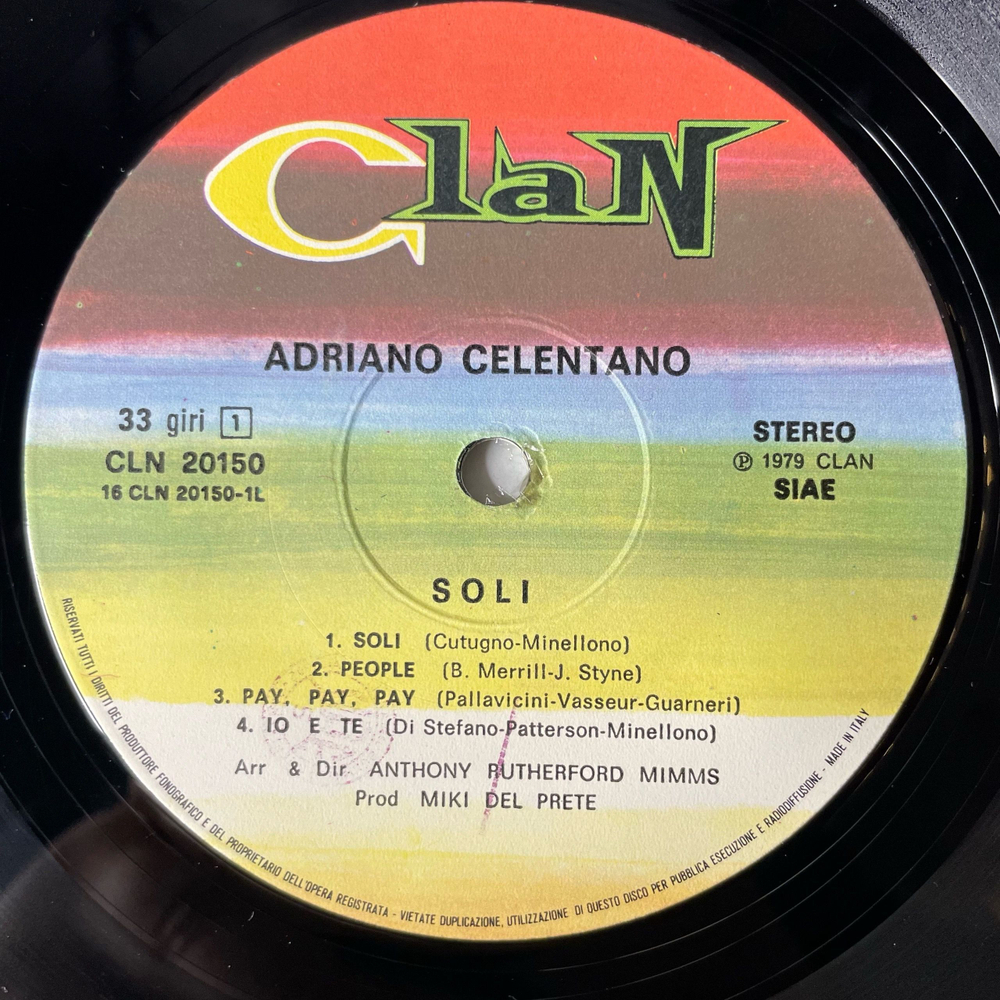 ClaN
ADRIANO CELENTANO
33 giri 1
CLN 20150
16 CLN 20150-1L
STEREO
℗ 1979 CLAN
SIAE
SOLI
1. SOLI (Cutugno-Minellono)
2. PEOPLE (B. Merrill-J. Styne)
3. PAY, PAY, PAY (Pallavicini-Vasseur-Guarneri)
4. IO E TE (Di Stefano-Patterson-Minellono)
Arr & Dir ANTHONY RUTHERFORD MIMMS
Prod MIKI DEL PRETE
RISERVATI TUTTI I DIRITTI DEL PRODUTTORE FONOGRAFICO E DEL PROPRIETARIO DELL'OPERA REGISTRATA - VIETATE DUPLICAZIONE, UTILIZZAZIONE DI QUESTO DISCO PER PUBBLICA ESECUZIONE E RADIODIFFUSIONE - MADE IN ITALY